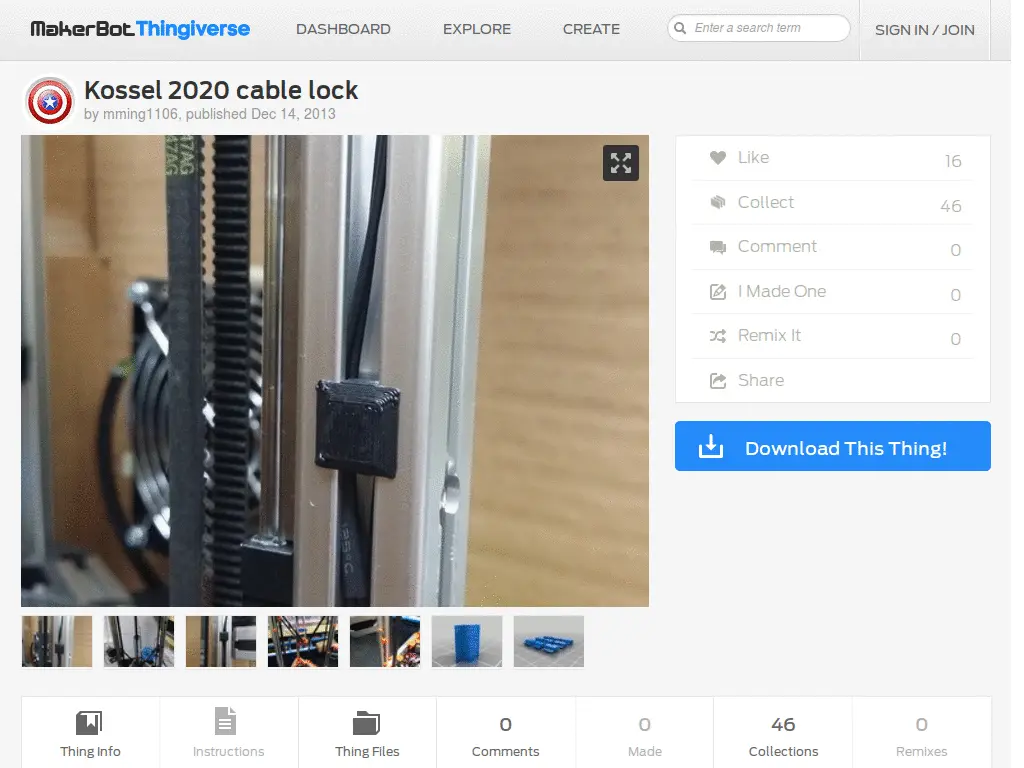 MakerBot Thingiverse
DASHBOARD
EXPLORE
CREATE
Enter a search term
SIGN IN / JOIN
Kossel 2020 cable lock
by mming1106, published Dec 14, 2013
Like 16
Collect 46
Comment 0
I Made One 0
Remix It 0
Share
Download This Thing!
Thing Info
Instructions
Thing Files
0
Comments
0
Made
46
Collections
0
Remixes